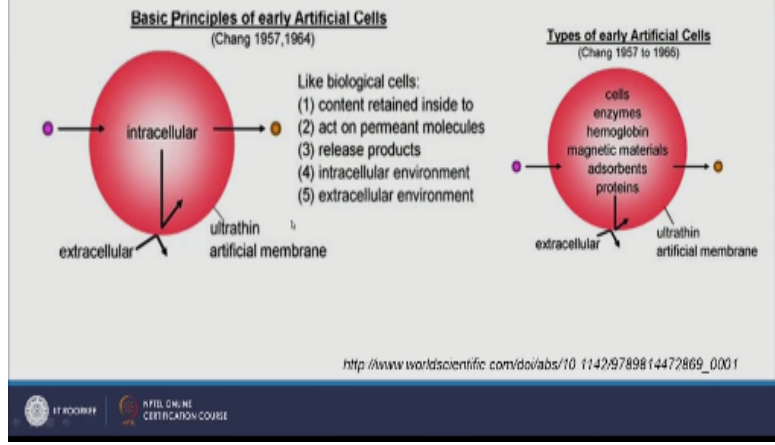 Basic Principles of early Artificial Cells
(Chang 1957,1964)
intracellular
extracellular
ultrathin
artificial membrane
Like biological cells:
(1) content retained inside to
(2) act on permeant molecules
(3) release products
(4) intracellular environment
(5) extracellular environment
Types of early Artificial Cells
(Chang 1957 to 1966)
cells
enzymes
hemoglobin
magnetic materials
adsorbents
proteins
extracellular
ultrathin
artificial membrane
http://www.worldscientific.com/doi/abs/10.1142/9789814472869_0001
IIT ROORKEE
NPTEL ONLINE
CERTIFICATION COURSE